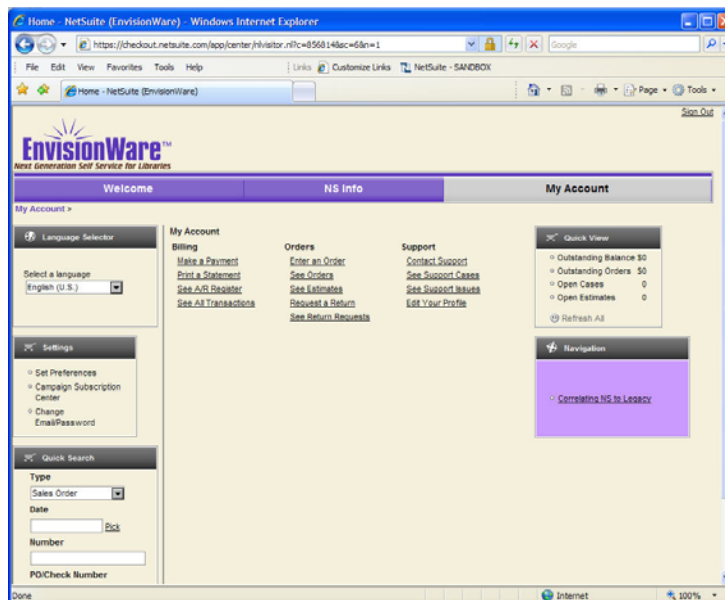 Home - NetSuite (EnvisionWare) - Windows Internet Explorer
https://checkout.netsuite.com/app/center/nlvisitor.nl?c=856814&sc=6&n=1
Google
File Edit View Favorites Tools Help
Links Customize Links NetSuite - SANDBOX
Home - NetSuite (EnvisionWare)
Page Tools
Sign Out
EnvisionWare™
Next Generation Self Service for Libraries
Welcome NS Info My Account
My Account >
Language Selector
Select a language
English (U.S.)
Settings
Set Preferences
Campaign Subscription
Center
Change
Email/Password
Quick Search
Type
Sales Order
Date
Pick
Number
PO/Check Number
My Account
Billing
Make a Payment
Print a Statement
See A/R Register
See All Transactions
Orders
Enter an Order
See Orders
See Estimates
Request a Return
See Return Requests
Support
Contact Support
See Support Cases
See Support Issues
Edit Your Profile
Quick View
Outstanding Balance $0
Outstanding Orders $0
Open Cases 0
Open Estimates 0
Refresh All
Navigation
Correlating NS to Legacy
Done
Internet
100%